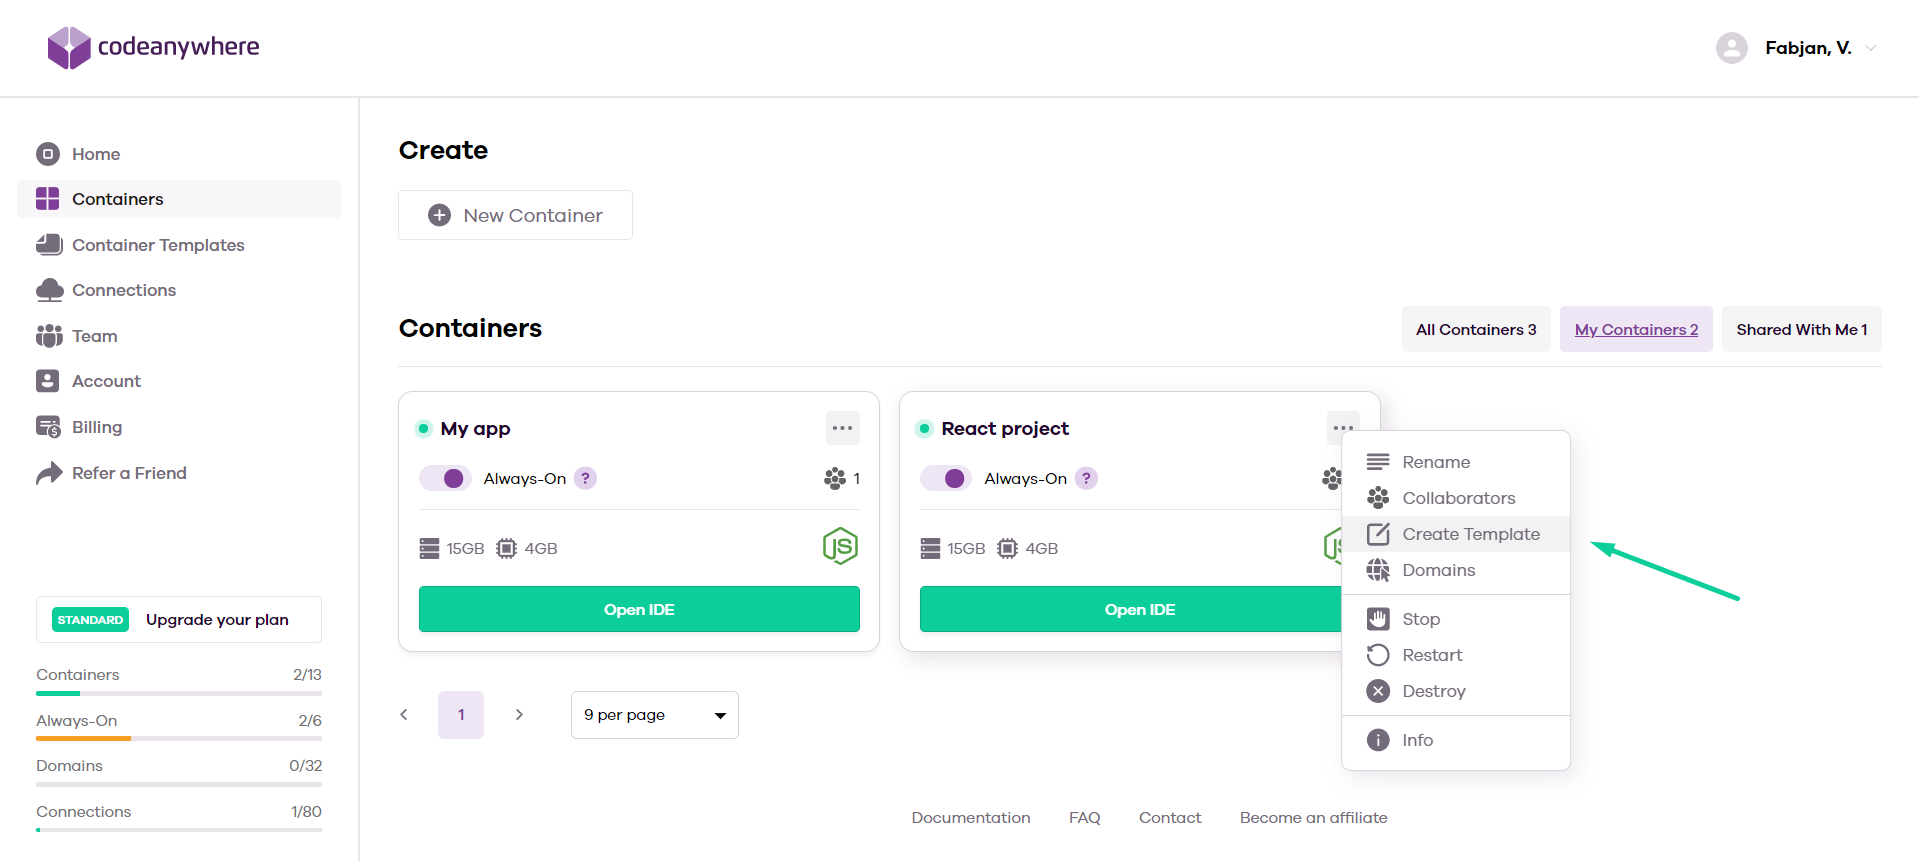 codeanywhere
Fabjan, V.
Home
Containers
Container Templates
Connections
Team
Account
Billing
Refer a Friend
STANDARD Upgrade your plan
Containers 2/13
Always-On 2/6
Domains 0/32
Connections 1/80
Create
New Container
Containers
All Containers 3
My Containers 2
Shared With Me 1
My app
Always-On ? 1
15GB 4GB JS
Open IDE
React project
Always-On ?
15GB 4GB
Open IDE
Rename
Collaborators
Create Template
Domains
Stop
Restart
Destroy
Info
1
9 per page
Documentation FAQ Contact Become an affiliate